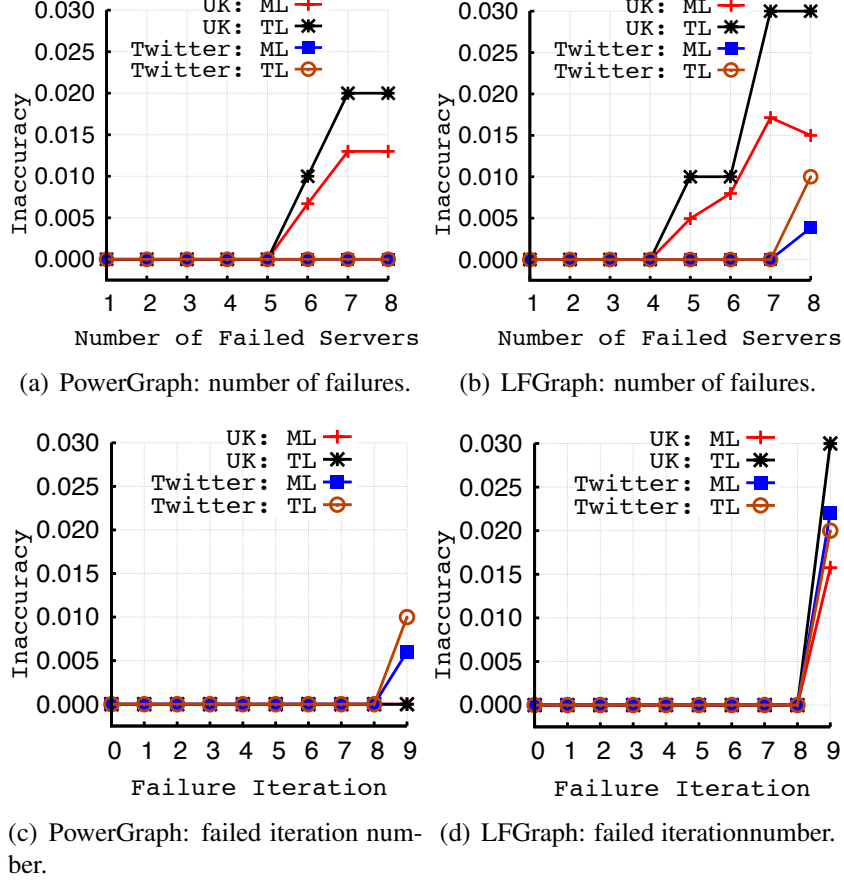 0.030
0.025
0.020
0.015
0.010
0.005
0.000
Inaccuracy
UK: ML
UK: TL
Twitter: ML
Twitter: TL
1 2 3 4 5 6 7 8
Number of Failed Servers
(a) PowerGraph: number of failures.
0.030
0.025
0.020
0.015
0.010
0.005
0.000
Inaccuracy
UK: ML
UK: TL
Twitter: ML
Twitter: TL
1 2 3 4 5 6 7 8
Number of Failed Servers
(b) LFGraph: number of failures.
0.030
0.025
0.020
0.015
0.010
0.005
0.000
Inaccuracy
UK: ML
UK: TL
Twitter: ML
Twitter: TL
0 1 2 3 4 5 6 7 8 9
Failure Iteration
(c) PowerGraph: failed iteration num-
ber.
0.030
0.025
0.020
0.015
0.010
0.005
0.000
Inaccuracy
UK: ML
UK: TL
Twitter: ML
Twitter: TL
0 1 2 3 4 5 6 7 8 9
Failure Iteration
(d) LFGraph: failed iterationnumber.